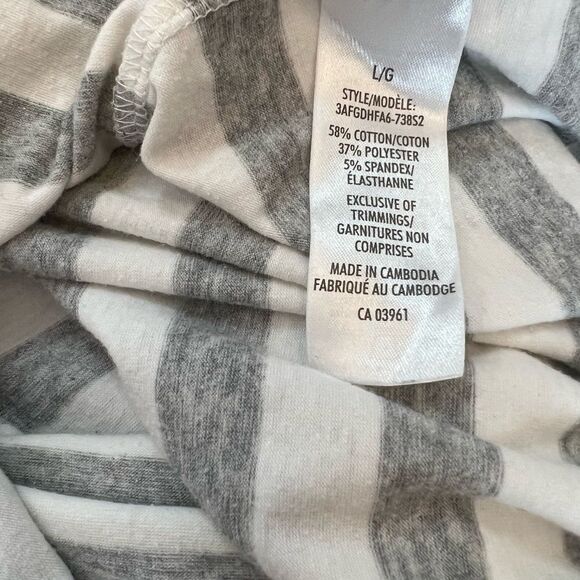 L/G
STYLE/MODÈLE:
3AFGDHFA6-738S2
58% COTTON/COTON
37% POLYESTER
5% SPANDEX/
ÉLASTHANNE
EXCLUSIVE OF
TRIMMINGS/
GARNITURES NON
COMPRISES
MADE IN CAMBODIA
FABRIQUÉ AU CAMBODGE
CA 03961